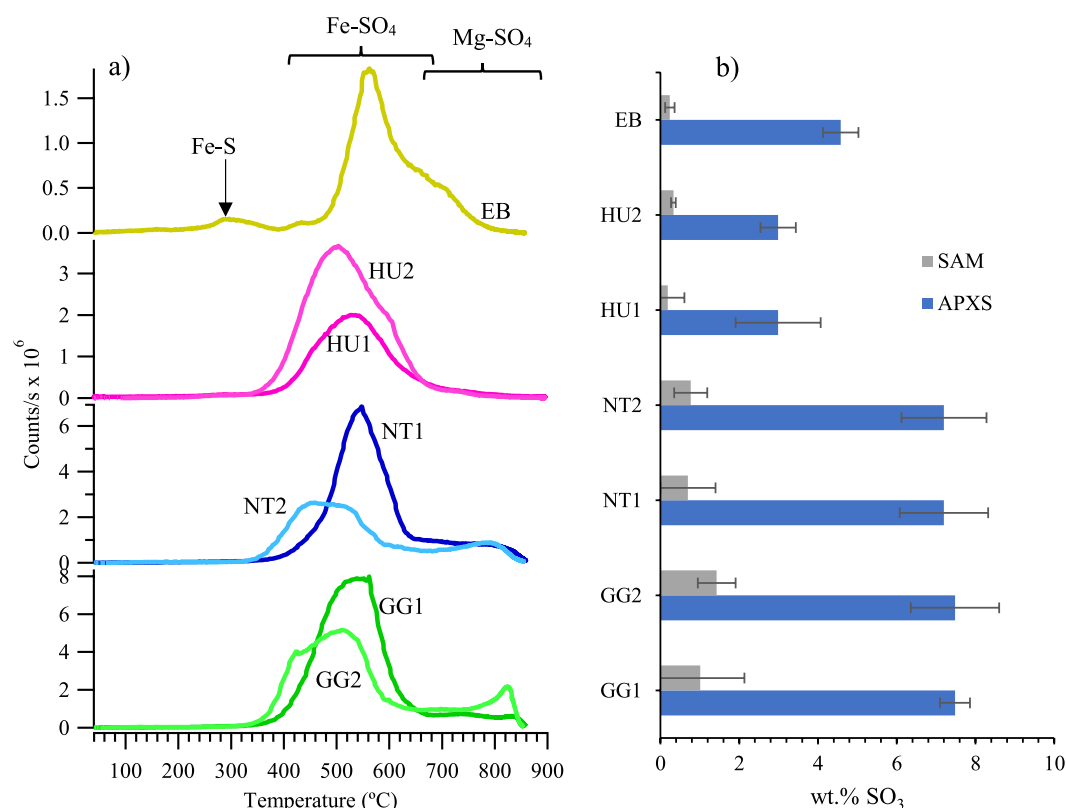 a)
Fe-SO₄
Mg-SO₄
Fe-S
EB
1.5
1.0
0.5
0.0
HU2
HU1
3
2
1
0
NT1
NT2
6
4
2
0
GG1
GG2
8
6
4
2
0
Counts/s x 10⁶
100 200 300 400 500 600 700 800 900
Temperature (ºC)
b)
EB
HU2
HU1
NT2
NT1
GG2
GG1
SAM
APXS
0 2 4 6 8 10
wt.% SO₃